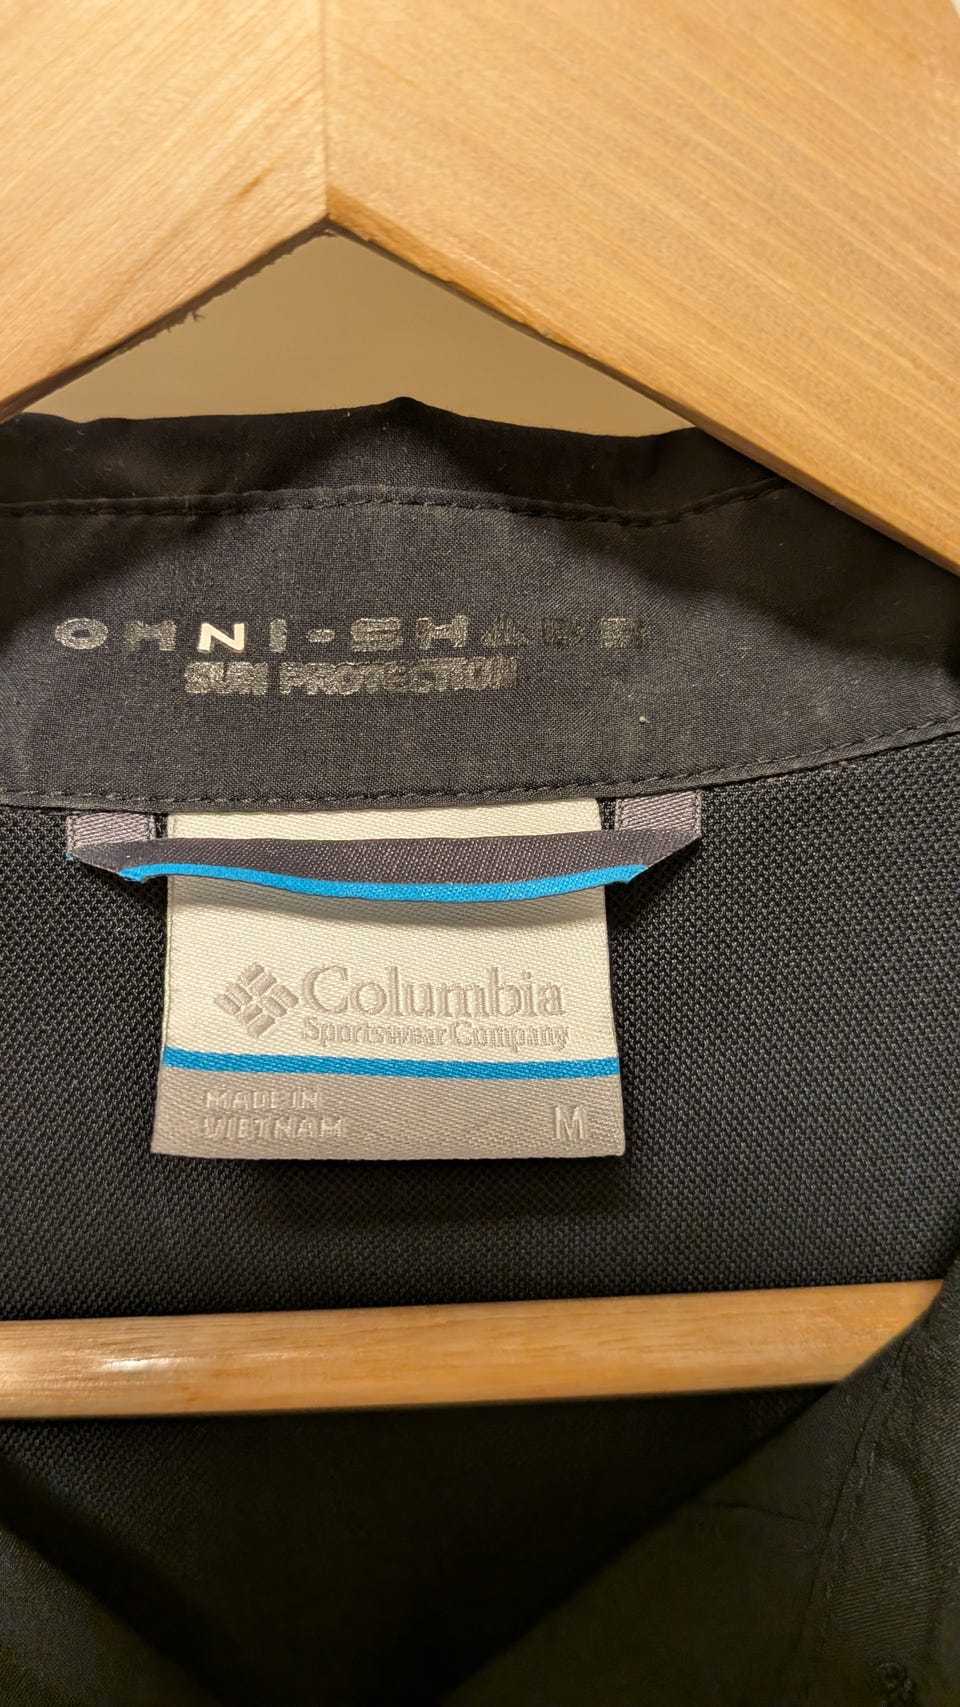 OMNI-SHADE
SUN PROTECTION
Columbia
Sportswear Company
MADE IN
VIETNAM
M